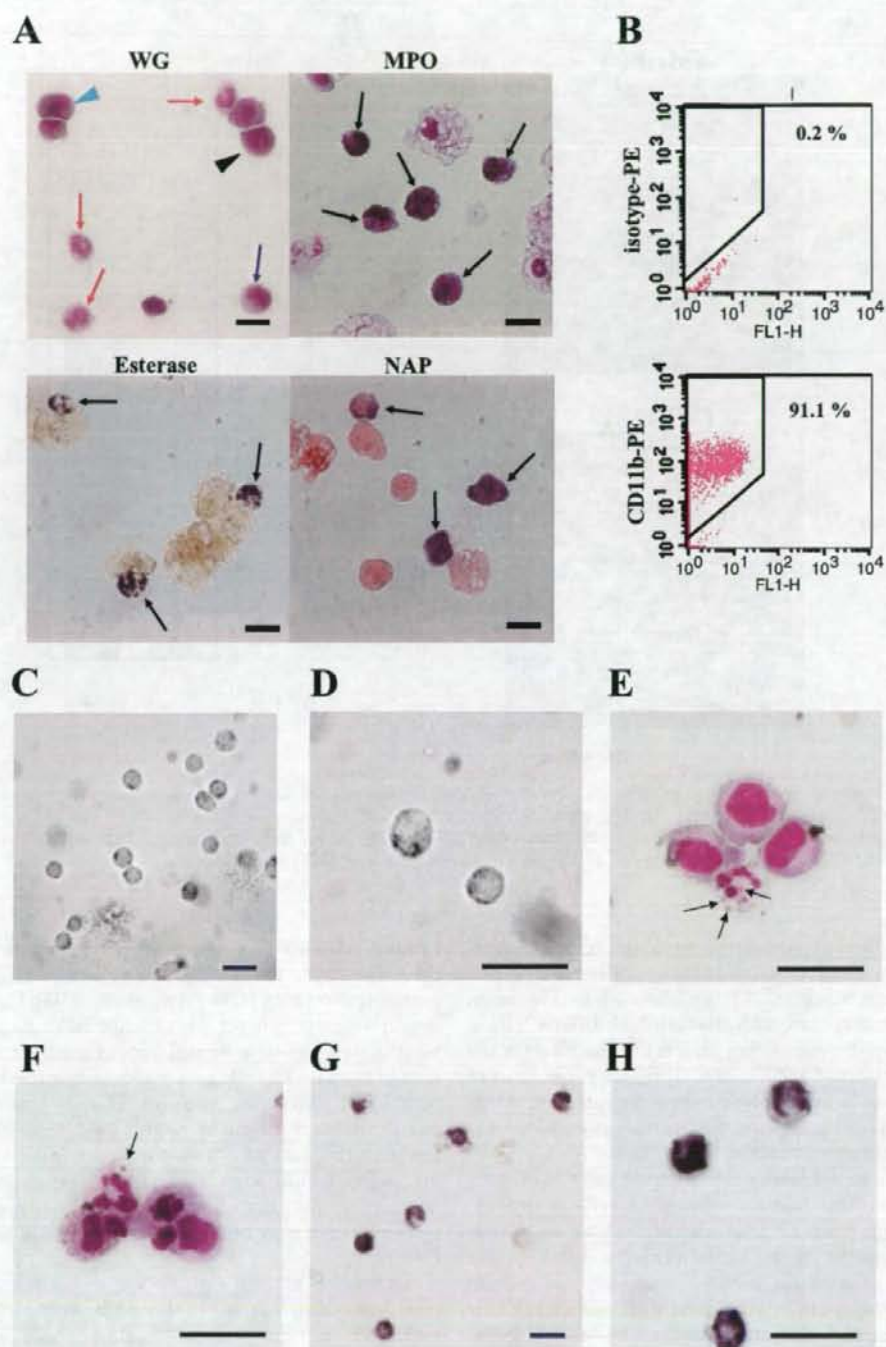 A
B
WG
MPO
Esterase
NAP
10⁴
10³
10²
10¹
10⁰
isotype-PE
0.2 %
10⁰ 10¹ 10² 10³ 10⁴
FL1-H
10⁴
10³
10²
10¹
10⁰
CD11b-PE
91.1 %
10⁰ 10¹ 10² 10³ 10⁴
FL1-H
C
D
E
F
G
H